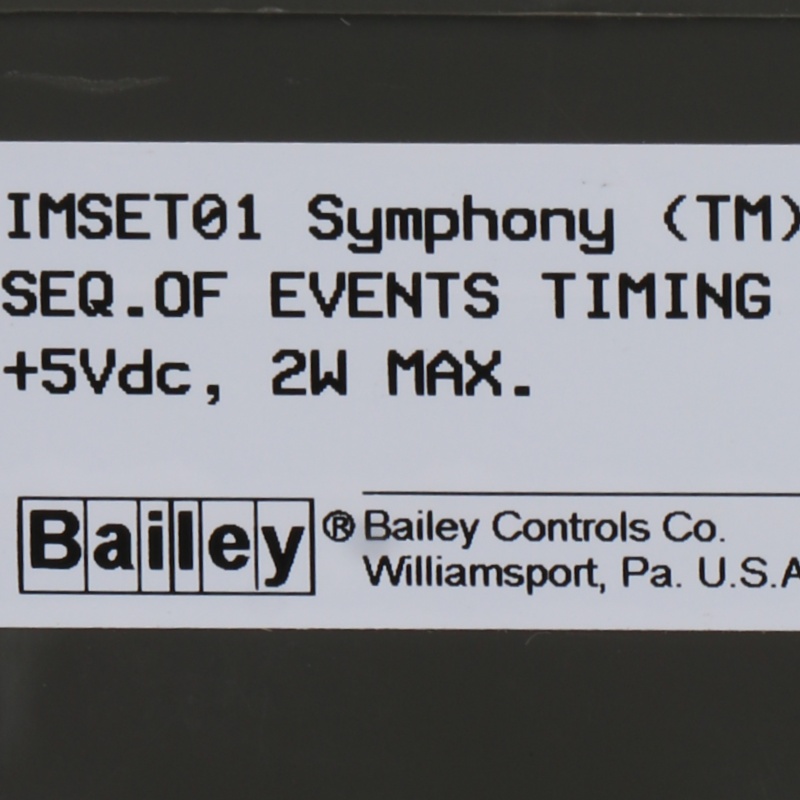 IMSET01 Symphony (TM)
SEQ.OF EVENTS TIMING
+5Vdc, 2W MAX.
Bailey®
Bailey Controls Co.
Williamsport, Pa. U.S.A